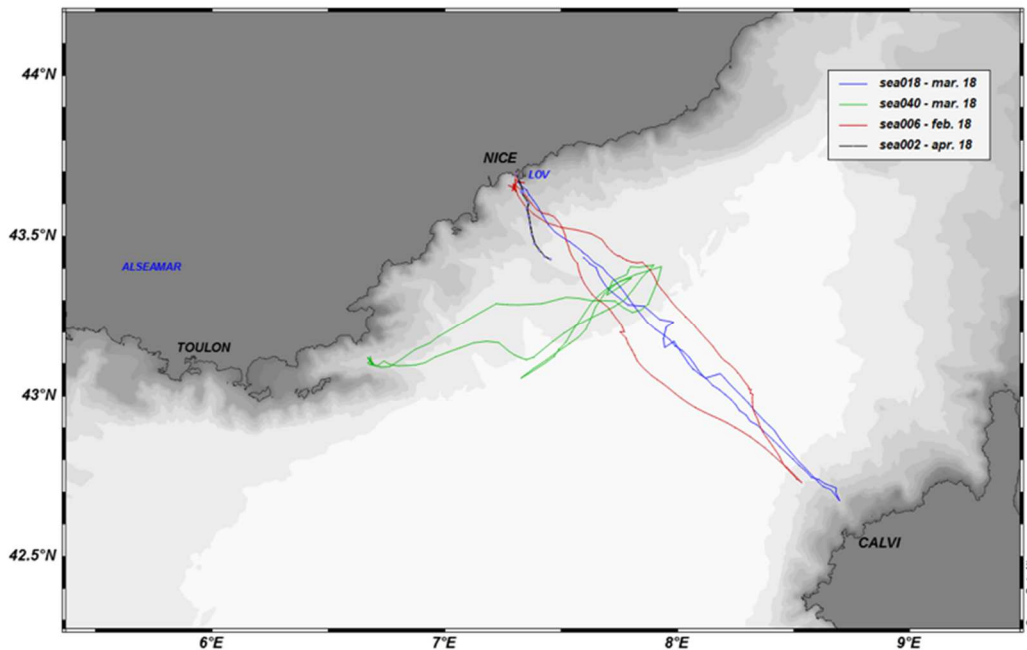 44°N
sea018 - mar. 18
sea040 - mar. 18
sea006 - feb. 18
sea002 - apr. 18
NICE
LOV
43.5°N
ALSEAMAR
TOULON
43°N
42.5°N
CALVI
6°E
7°E
8°E
9°E